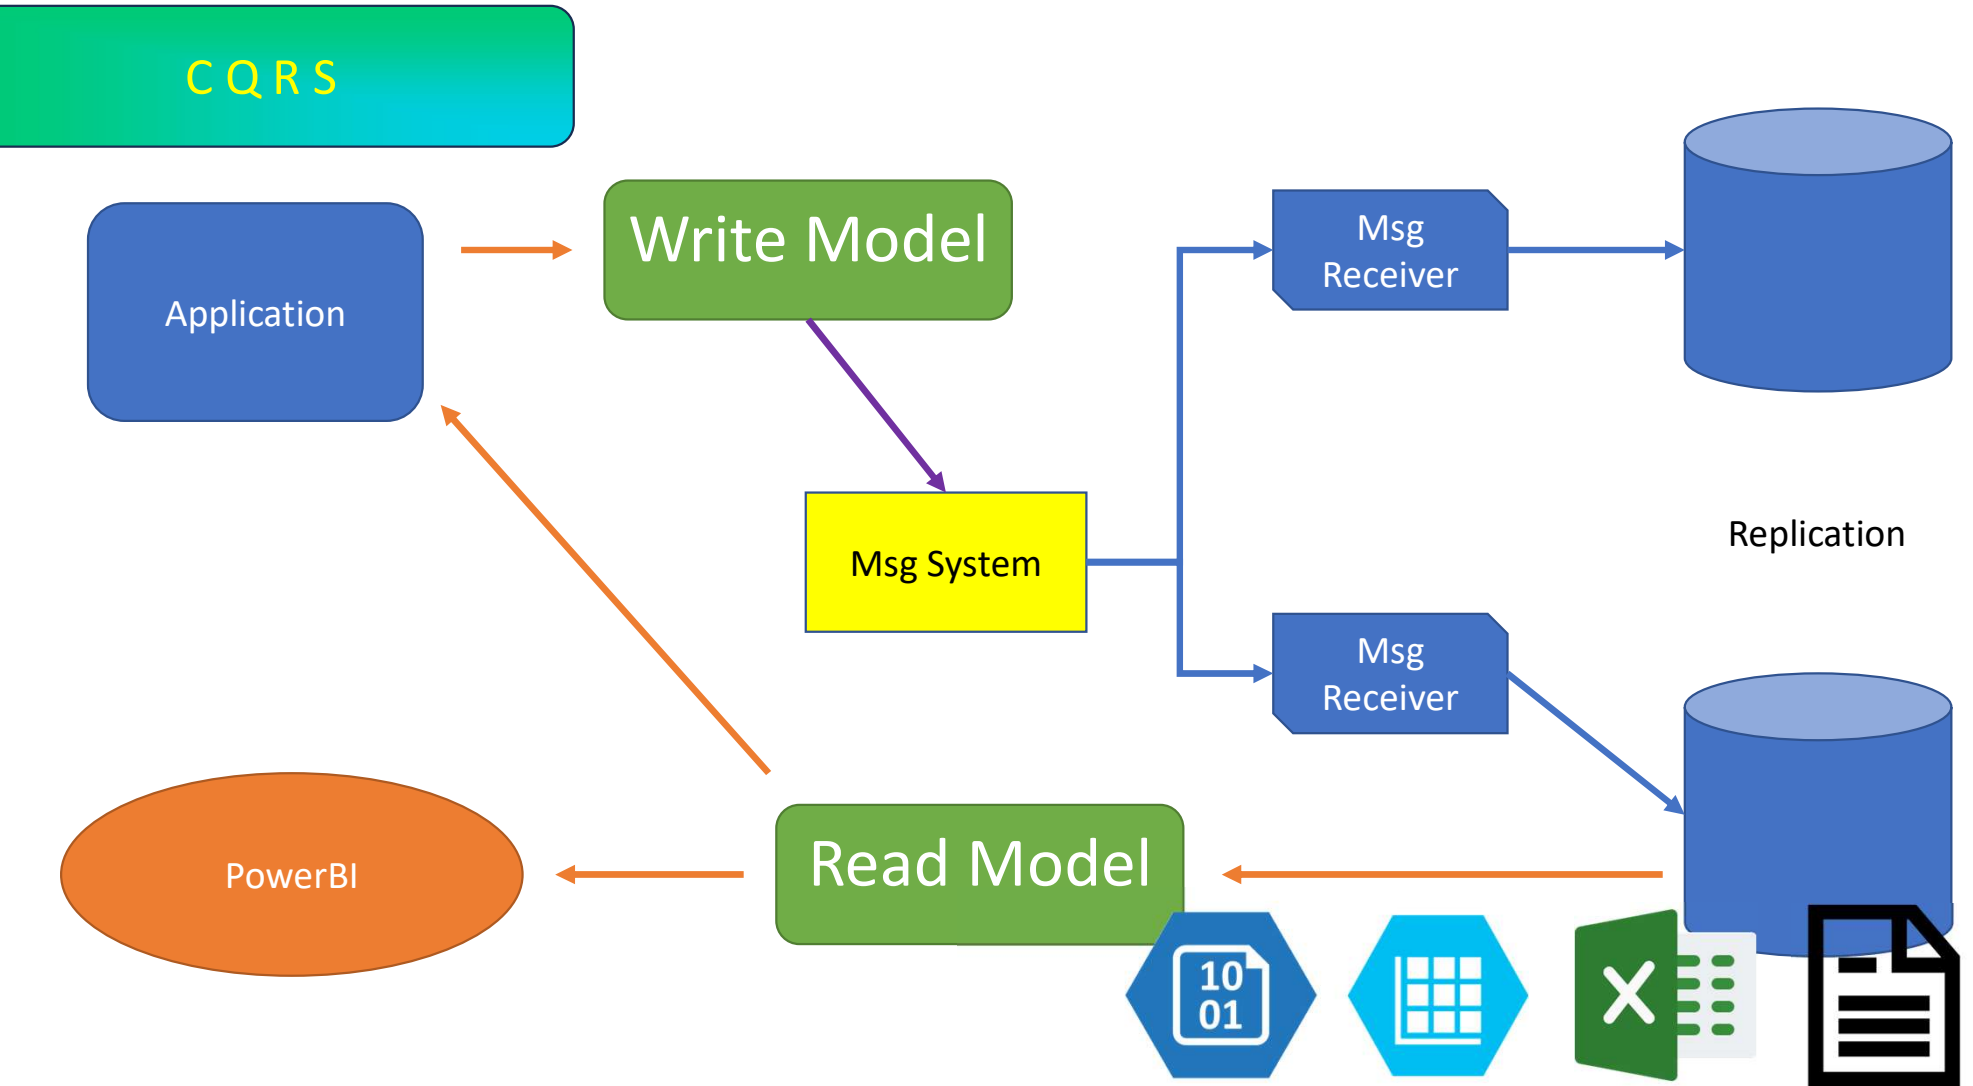 C Q R S
Write Model
Msg
Receiver
Application
Msg System
Replication
Msg
Receiver
Read Model
PowerBI
10
01
X